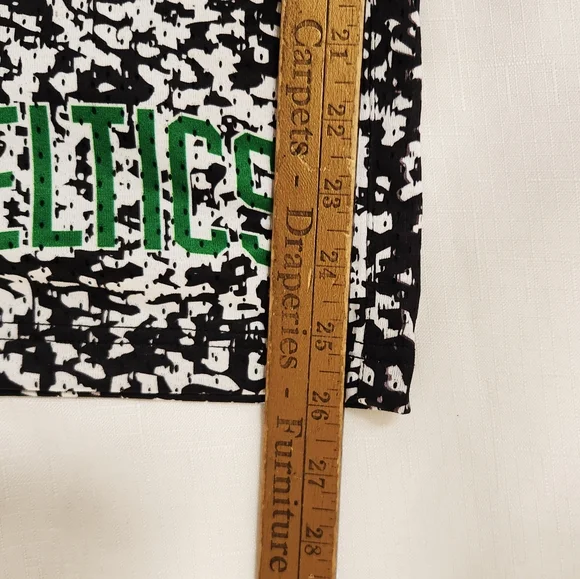 ELTICS
Carpets - Draperies - Furniture
21 22 23 24 25 26 27 28